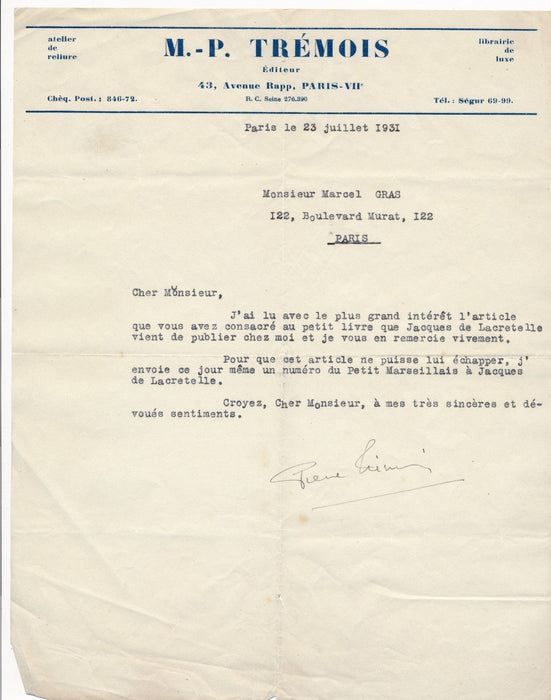 atelier
de
reliure
M.-P. TRÉMOIS
librairie
de
luxe
Éditeur
43, Avenue Rapp, PARIS-VIIᵉ
Chèq. Post. : 846-72.
R. C. Seine 276.390
Tél. : Ségur 69-99.
Paris le 23 juillet I93I
Monsieur Marcel GRAS
I22, Boulevard Murat, I22
PARIS
Cher Monsieur,
J'ai lu avec le plus grand intérêt l'article
que vous avez consacré au petit livre que Jacques de Lacretelle
vient de publier chez moi et je vous en remercie vivement.
Pour que cet article ne puisse lui échapper, j'
envoie ce jour même un numéro du Petit Marseillais à Jacques
de Lacretelle.
Croyez, Cher Monsieur, à mes très sincères et dé-
voués sentiments.
Pierre Trémois